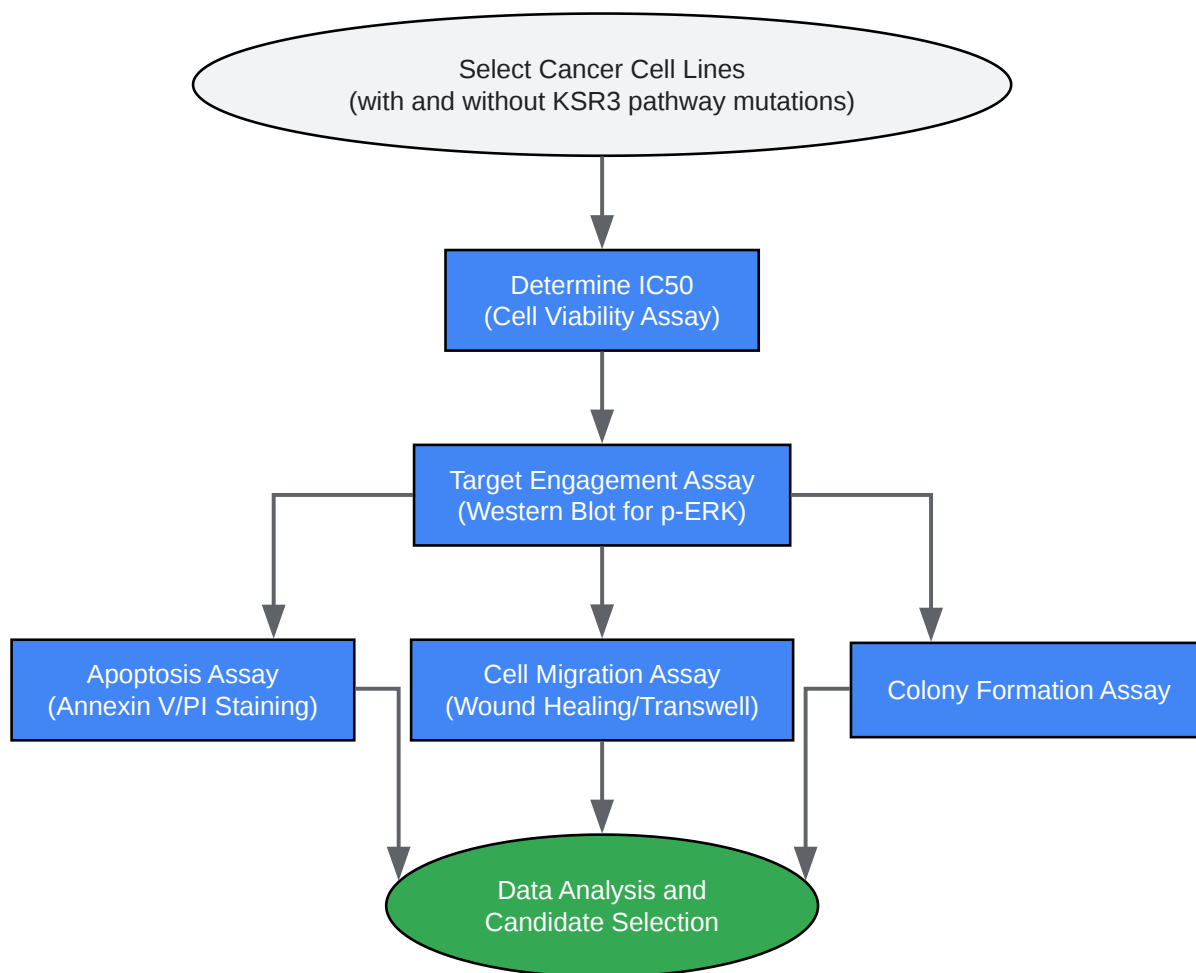 Select Cancer Cell Lines
(with and without KSR3 pathway mutations)
Determine IC50
(Cell Viability Assay)
Target Engagement Assay
(Western Blot for p-ERK)
Apoptosis Assay
(Annexin V/PI Staining)
Cell Migration Assay
(Wound Healing/Transwell)
Colony Formation Assay
Data Analysis and
Candidate Selection